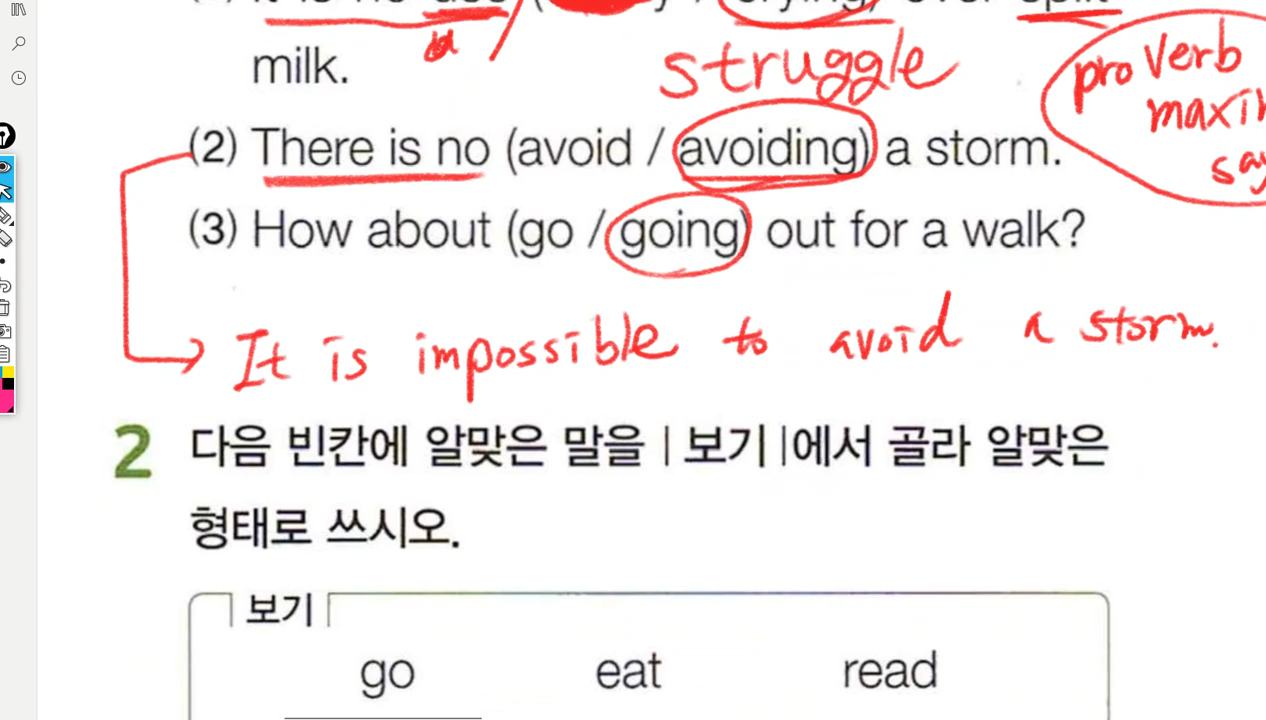 milk.
struggle
proverb
(2) There is no (avoid / avoiding) a storm.
(3) How about (go / going) out for a walk?
It is impossible to avoid a storm.
2 다음 빈칸에 알맞은 말을 | 보기 |에서 골라 알맞은
형태로 쓰시오.
보기
go eat read